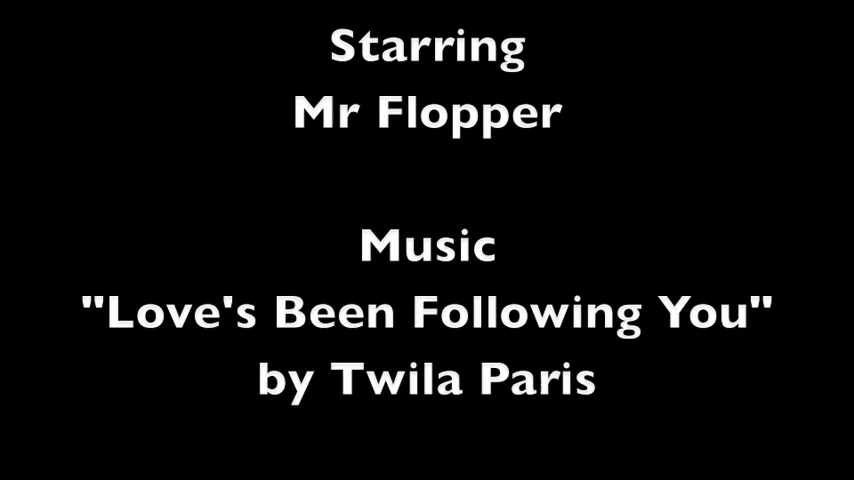 Starring
Mr Flopper
Music
"Love's Been Following You"
by Twila Paris